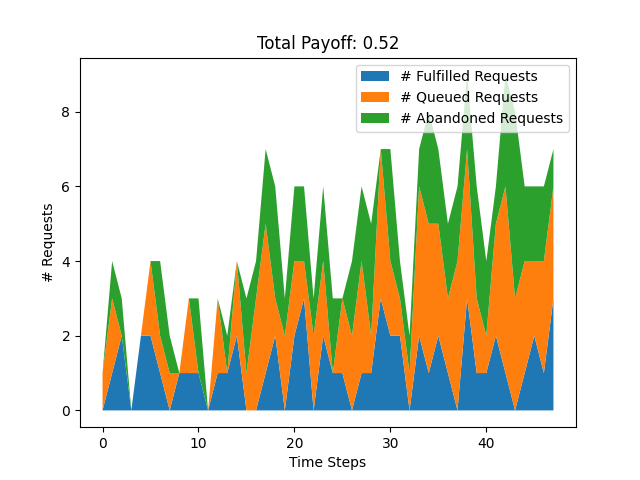 Total Payoff: 0.52
# Fulfilled Requests
# Queued Requests
# Abandoned Requests
# Requests
8
6
4
2
0
0 10 20 30 40
Time Steps